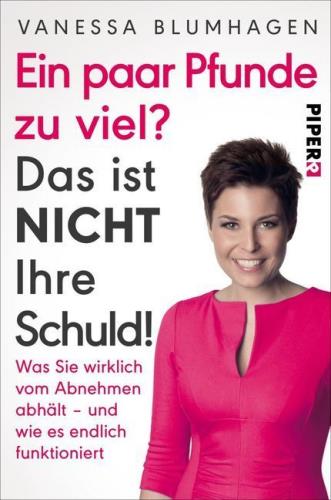 VANESSA BLUMHAGEN
Ein paar Pfunde
zu viel?
Das ist
NICHT
Ihre
Schuld!
Was Sie wirklich
vom Abnehmen
abhält – und
wie es endlich
funktioniert
PIPER